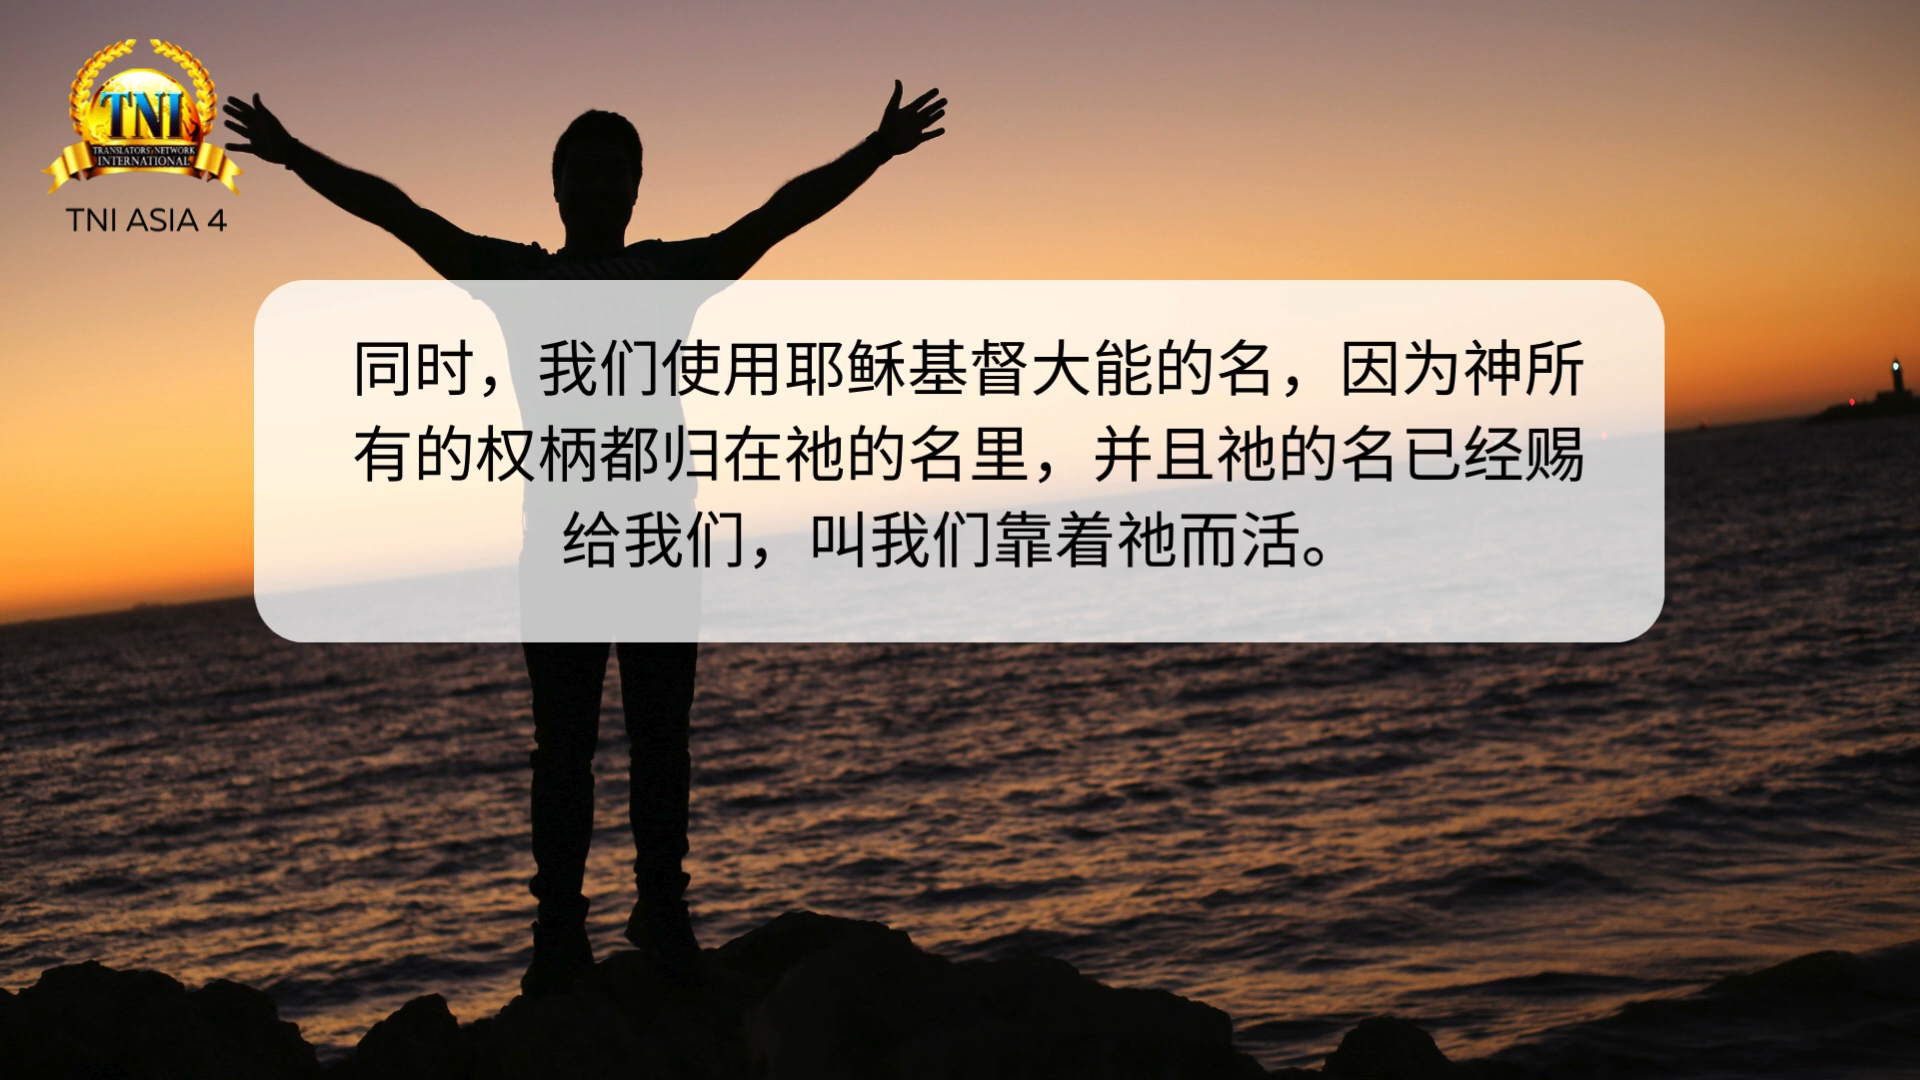 TNI
TRANSLATORS' NETWORK
INTERNATIONAL
TNI ASIA 4
同时，我们使用耶稣基督大能的名，因为神所
有的权柄都归在祂的名里，并且祂的名已经赐
给我们，叫我们靠着祂而活。